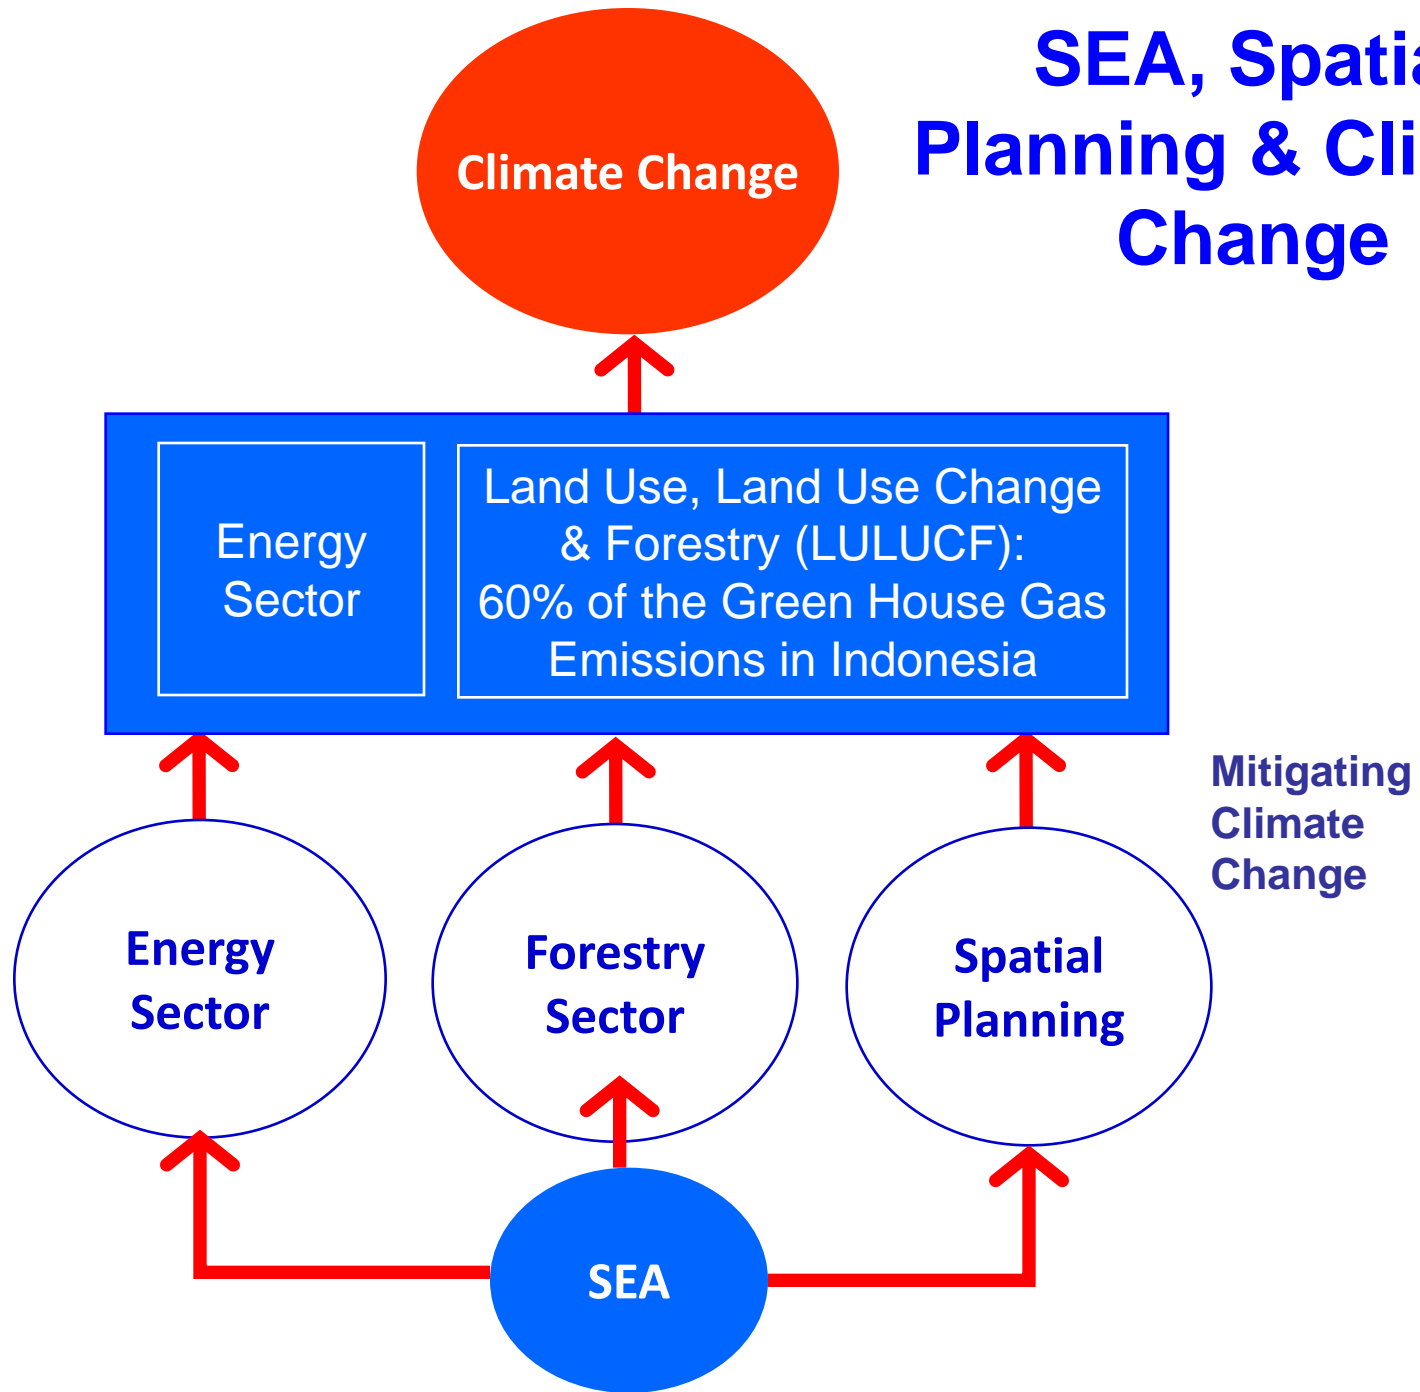 SEA, Spatia
Planning & Cli
Change
Climate Change
Energy
Sector
Land Use, Land Use Change
& Forestry (LULUCF):
60% of the Green House Gas
Emissions in Indonesia
Mitigating
Climate
Change
Energy
Sector
Forestry
Sector
Spatial
Planning
SEA